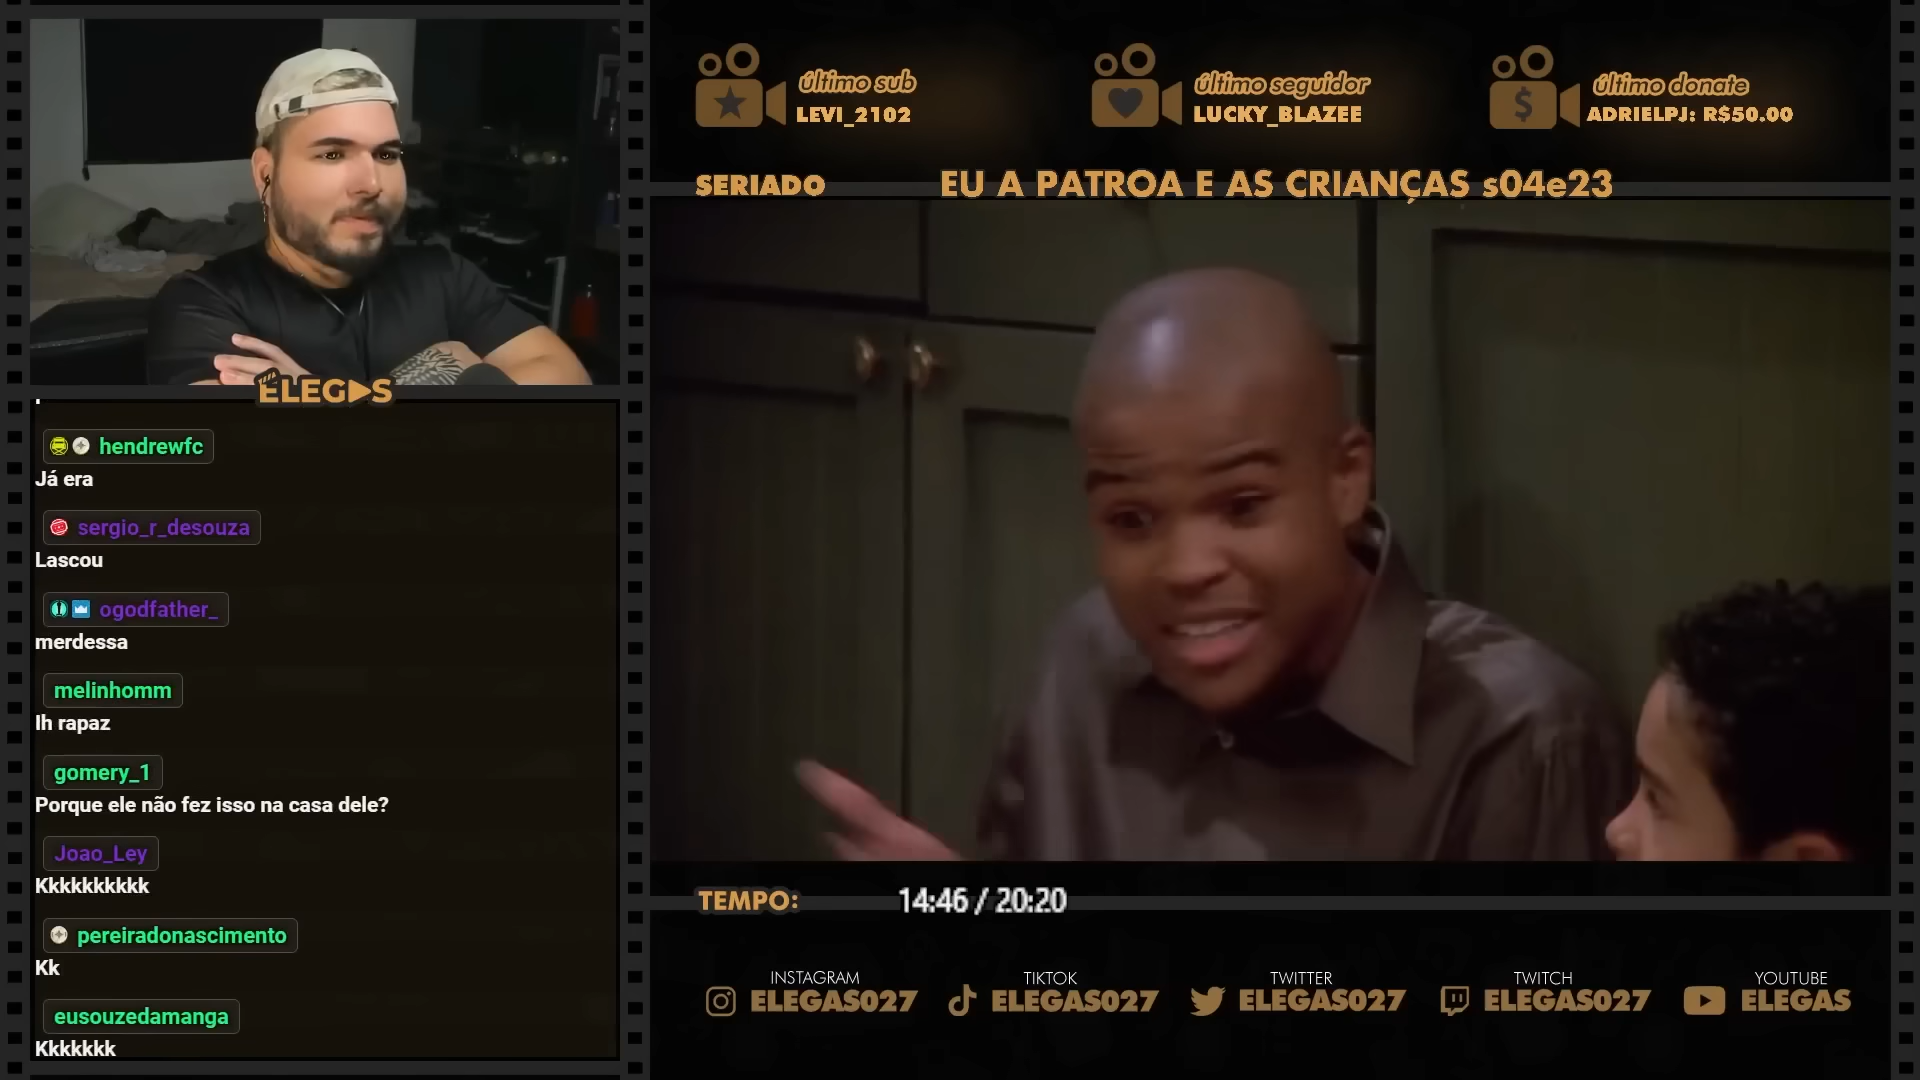 último sub
LEVI_2102
último seguidor
LUCKY_BLAZEE
último donate
ADRIELPJ: R$50.00
SERIADO
EU A PATROA E AS CRIANÇAS s04e23
ELEGAS
hendrewfc
Já era
sergio_r_desouza
Lascou
ogodfather_
merdessa
melinhomm
Ih rapaz
gomery_1
Porque ele não fez isso na casa dele?
Joao_Ley
Kkkkkkkkkk
pereiradonascimento
Kk
eusouzedamanga
Kkkkkkk
TEMPO:
14:46 / 20:20
INSTAGRAM
ELEGAS027
TIKTOK
ELEGAS027
TWITTER
ELEGAS027
TWITCH
ELEGAS027
YOUTUBE
ELEGAS